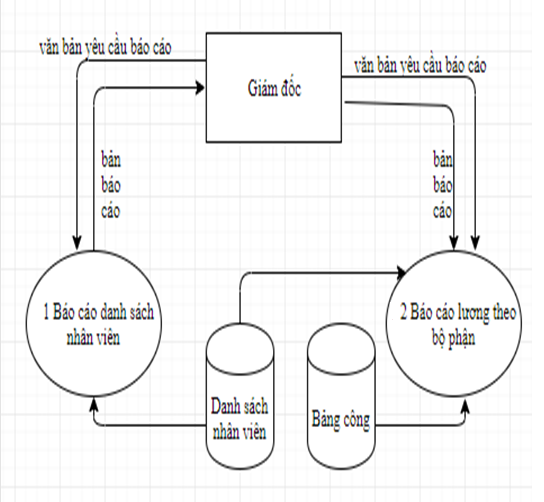 văn bản yêu cầu báo cáo
Giám đốc
văn bản yêu cầu báo cáo
bản
báo
cáo
bản
báo
cáo
1 Báo cáo danh sách
nhân viên
2 Báo cáo lương theo
bộ phận
Danh sách
nhân viên
Bảng công